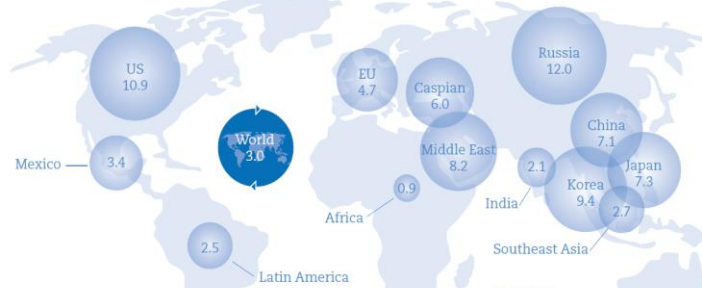 US
10.9
Mexico
3.4
World
3.0
Latin America
2.5
EU
4.7
Caspian
6.0
Middle East
8.2
Africa
0.9
Russia
12.0
China
7.1
Japan
7.3
Korea
9.4
India
2.1
Southeast Asia
2.7